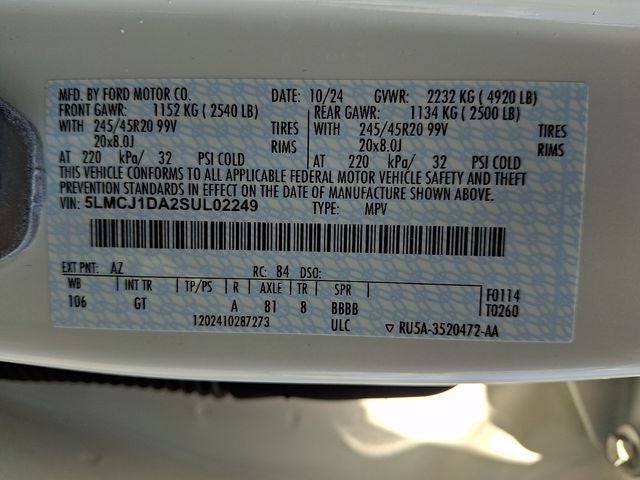 MFD. BY FORD MOTOR CO. DATE: 10/24 GVWR: 2232 KG ( 4920 LB)
FRONT GAWR: 1152 KG ( 2540 LB) REAR GAWR: 1134 KG ( 2500 LB)
WITH 245/45R20 99V TIRES WITH 245/45R20 99V TIRES
20x8.0J RIMS 20x8.0J RIMS
AT 220 kPa/ 32 PSI COLD AT 220 kPa/ 32 PSI COLD
THIS VEHICLE CONFORMS TO ALL APPLICABLE FEDERAL MOTOR VEHICLE SAFETY AND THEFT
PREVENTION STANDARDS IN EFFECT ON THE DATE OF MANUFACTURE SHOWN ABOVE.
VIN: 5LMCJ1DA2SUL02249 TYPE: MPV
EXT PNT: AZ RC: 84 DSO:
WB INT TR TP/PS R AXLE TR SPR F0114
106 GT A 81 8 BBBB T0260
1202410287273 ULC ▽ RU5A-3520472-AA